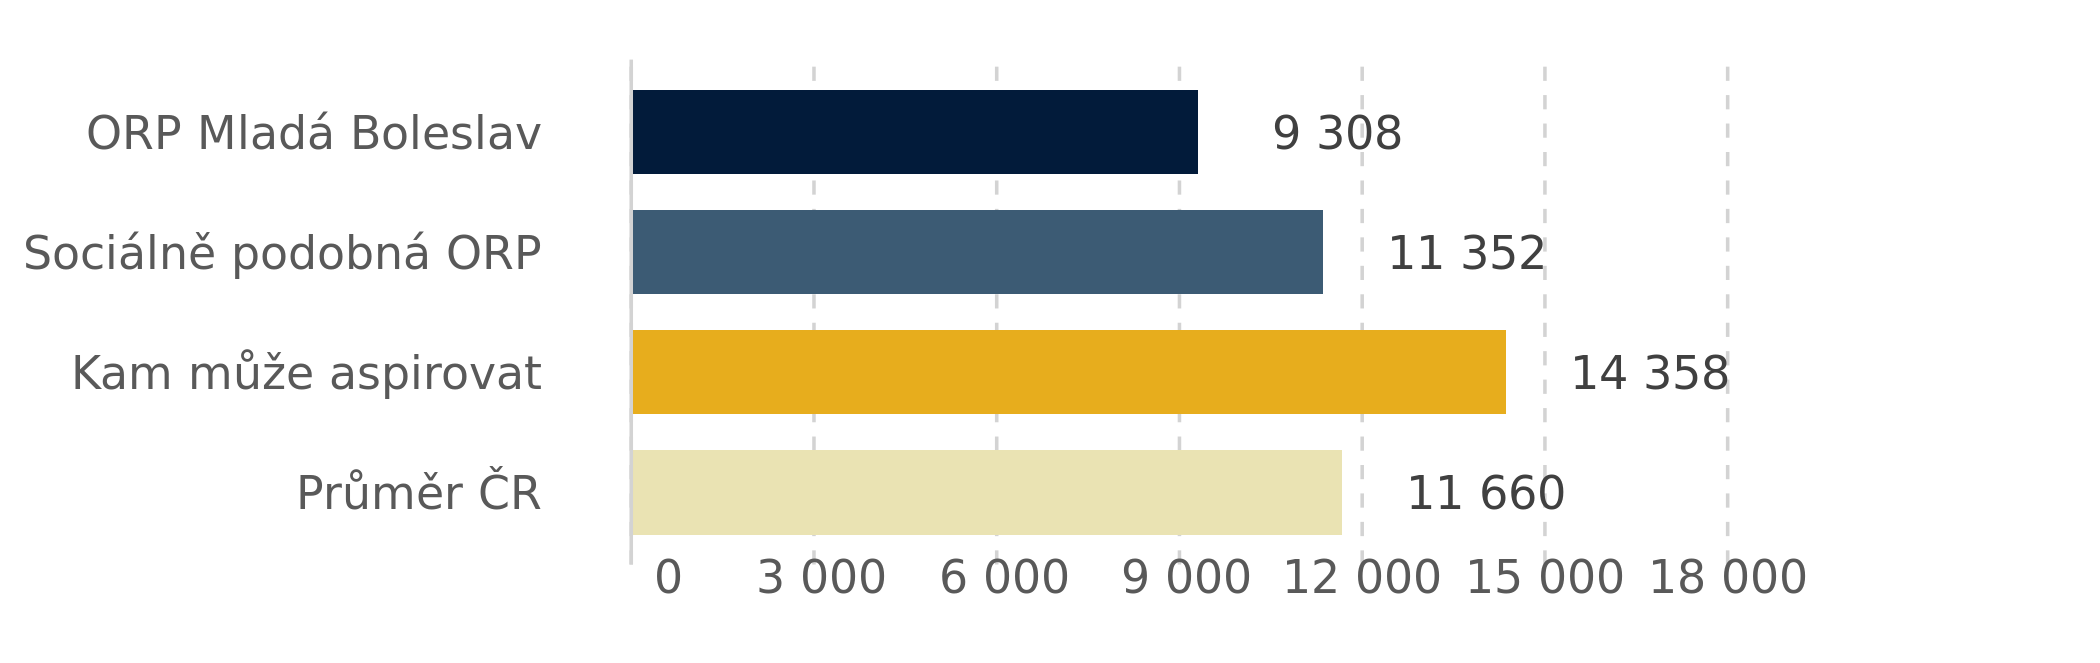 ORP Mladá Boleslav 9 308
Sociálně podobná ORP 11 352
Kam může aspirovat 14 358
Průměr ČR 11 660
0 3 000 6 000 9 000 12 000 15 000 18 000